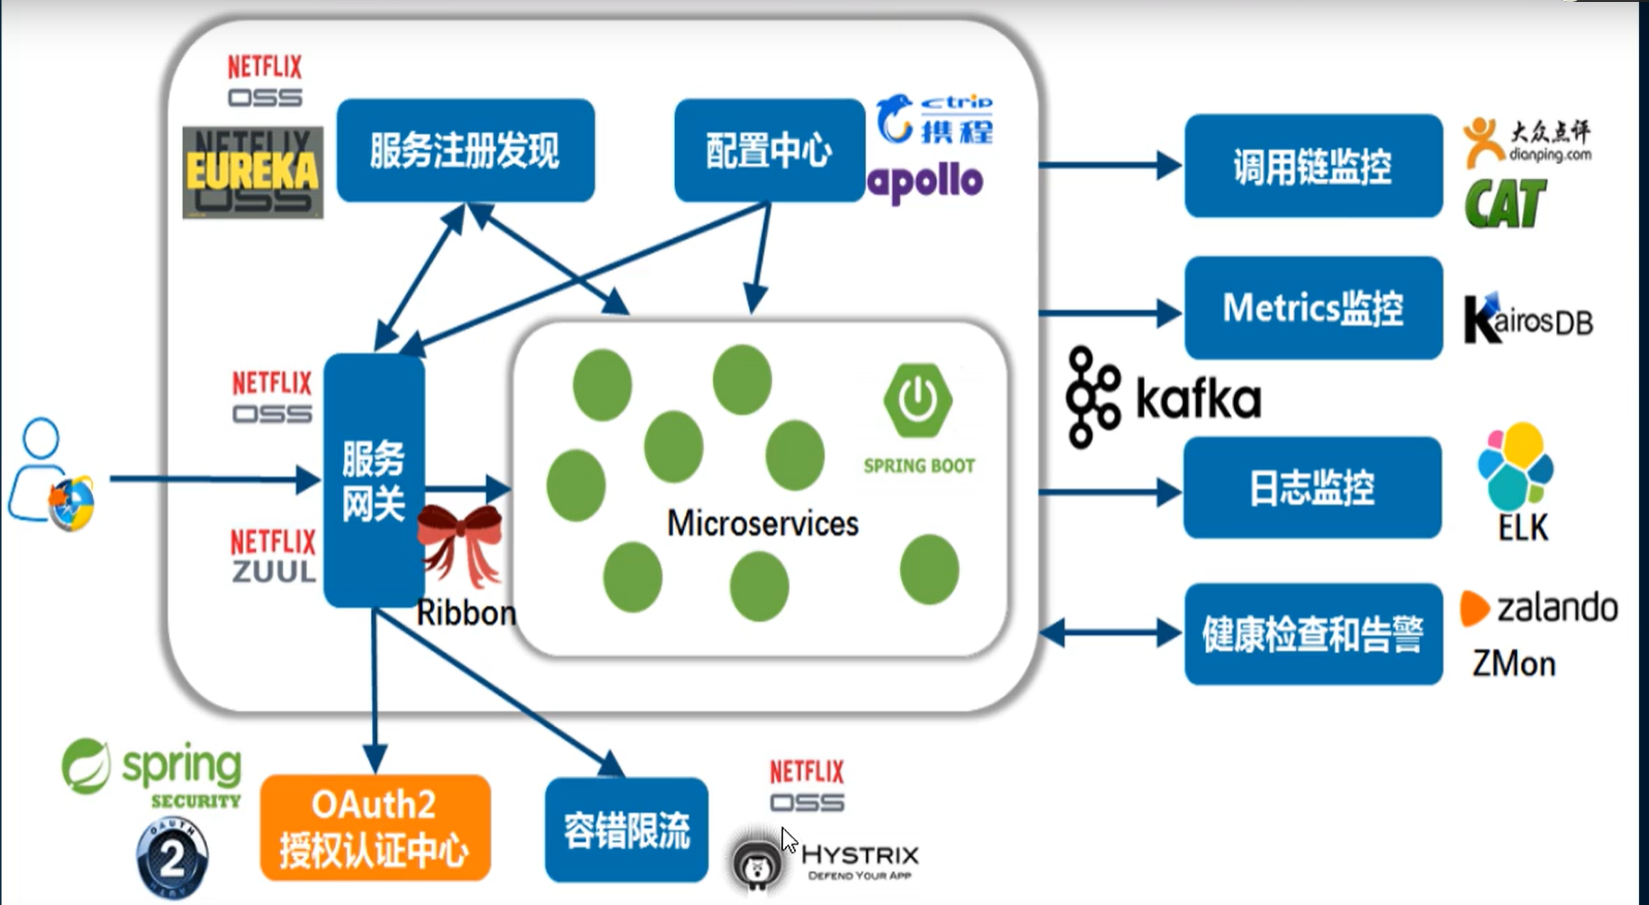 NETFLIX
OSS
NETFLIX
EUREKA
OSS
服务注册发现
配置中心
ctrip
携程
apollo
调用链监控
大众点评
dianping.com
CAT
Metrics监控
KairosDB
kafka
NETFLIX
OSS
服务
网关
NETFLIX
ZUUL
Ribbon
SPRING BOOT
Microservices
日志监控
ELK
健康检查和告警
zalando
ZMon
spring
SECURITY
OAUTH
2
OAuth2
授权认证中心
容错限流
NETFLIX
OSS
HYSTRIX
DEFEND YOUR APP